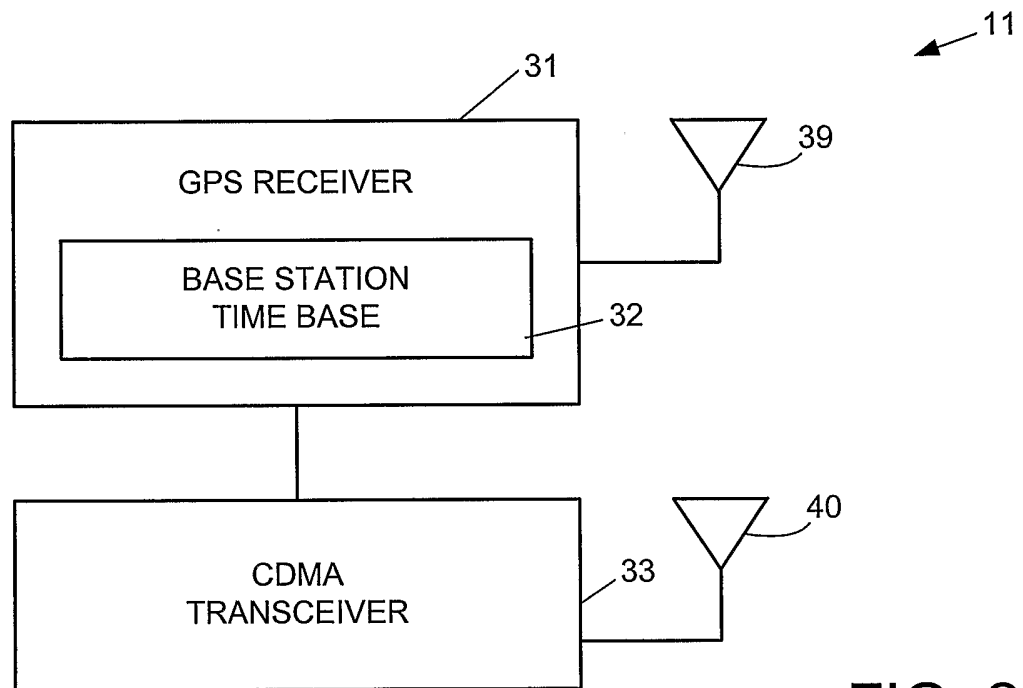 11
31
39
GPS RECEIVER
BASE STATION
TIME BASE
32
40
CDMA
TRANSCEIVER
33